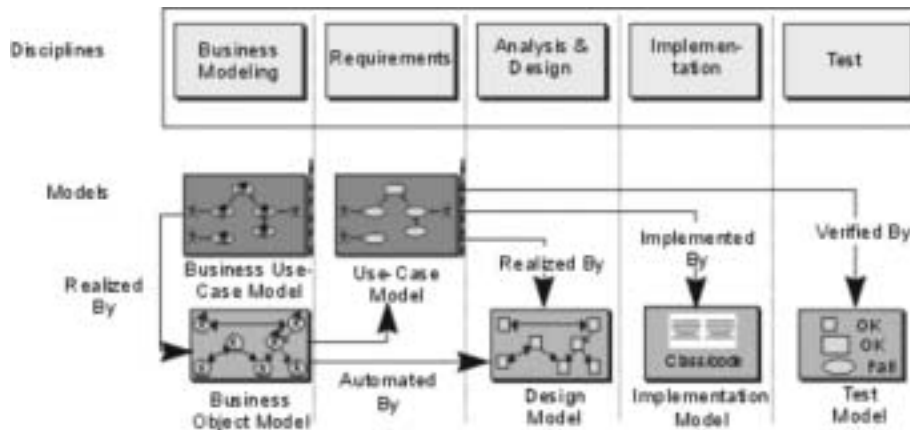 Disciplines
Business
Modeling
Requirements
Analysis &
Design
Implemen-
tation
Test
Models
Business Use-
Case Model
Use-Case
Model
Realized
By
Implemented
By
Verified By
Realized By
Automated
By
Class/code
OK
OK
Fail
Business
Object Model
Design
Model
Implementation
Model
Test
Model